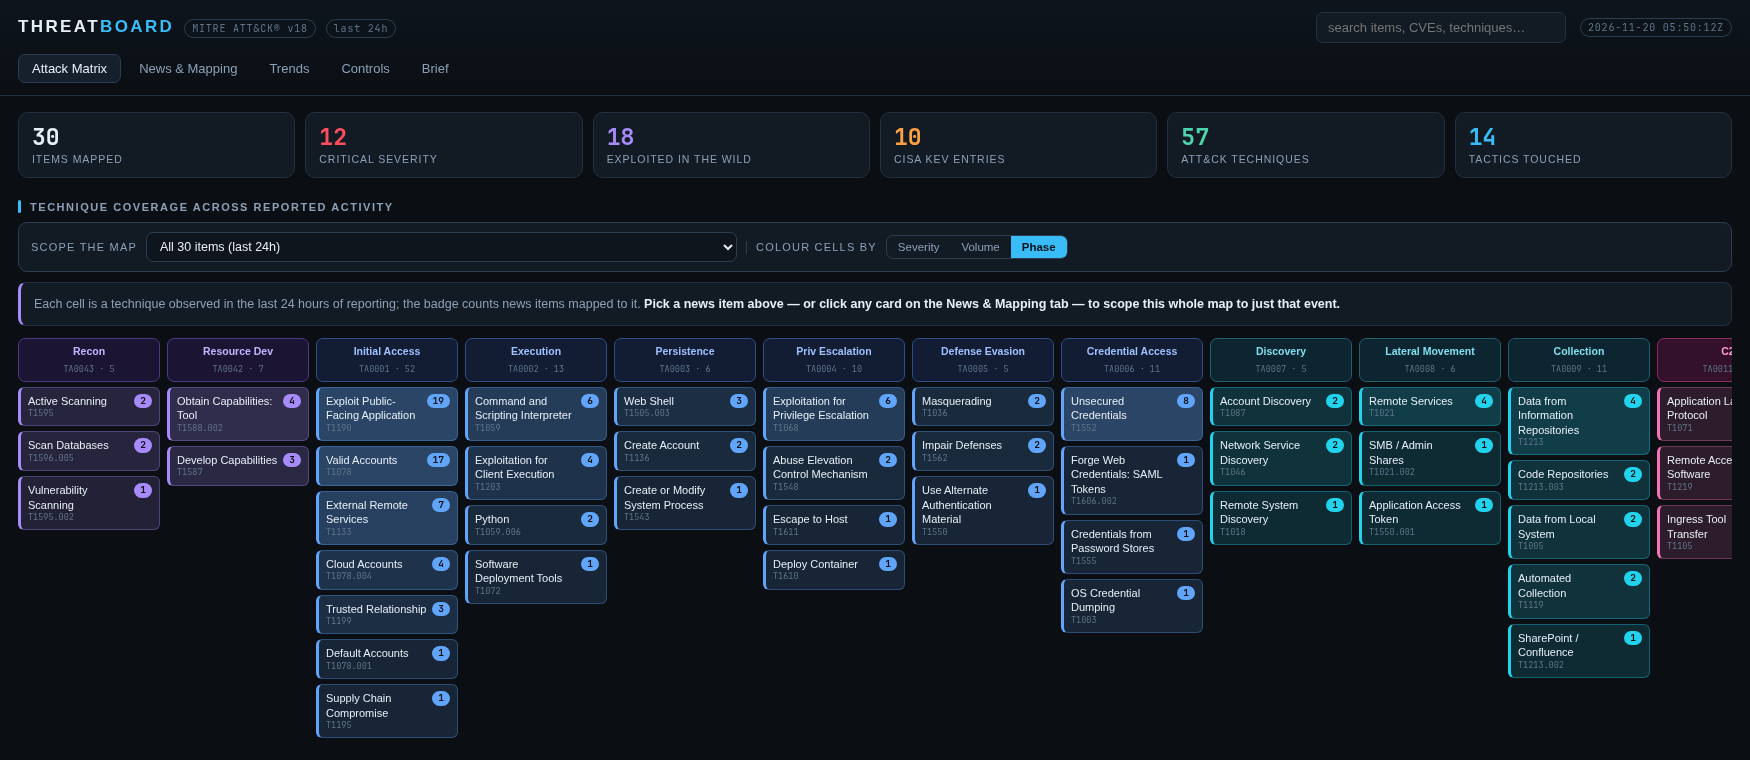 THREATBOARD MITRE ATT&CK® v18 last 24h search items, CVEs, techniques… 2026-11-20 05:50:12Z
Attack Matrix News & Mapping Trends Controls Brief
30
ITEMS MAPPED
12
CRITICAL SEVERITY
18
EXPLOITED IN THE WILD
10
CISA KEV ENTRIES
57
ATT&CK TECHNIQUES
14
TACTICS TOUCHED
TECHNIQUE COVERAGE ACROSS REPORTED ACTIVITY
SCOPE THE MAP All 30 items (last 24h) | COLOUR CELLS BY Severity Volume Phase
Each cell is a technique observed in the last 24 hours of reporting; the badge counts news items mapped to it. Pick a news item above — or click any card on the News & Mapping tab — to scope this whole map to just that event.
Recon
TA0043 · 5
Active Scanning 2
T1595
Scan Databases 2
T1596.005
Vulnerability 1
Scanning
T1595.002
Resource Dev
TA0042 · 7
Obtain Capabilities: 4
Tool
T1588.002
Develop Capabilities 3
T1587
Initial Access
TA0001 · 52
Exploit Public- 19
Facing Application
T1190
Valid Accounts 17
T1078
External Remote 7
Services
T1133
Cloud Accounts 4
T1078.004
Trusted Relationship 3
T1199
Default Accounts 1
T1078.001
Supply Chain 1
Compromise
T1195
Execution
TA0002 · 13
Command and 6
Scripting Interpreter
T1059
Exploitation for 4
Client Execution
T1203
Python 2
T1059.006
Software 1
Deployment Tools
T1072
Persistence
TA0003 · 6
Web Shell 3
T1505.003
Create Account 2
T1136
Create or Modify 1
System Process
T1543
Priv Escalation
TA0004 · 10
Exploitation for 6
Privilege Escalation
T1068
Abuse Elevation 2
Control Mechanism
T1548
Escape to Host 1
T1611
Deploy Container 1
T1610
Defense Evasion
TA0005 · 5
Masquerading 2
T1036
Impair Defenses 2
T1562
Use Alternate 1
Authentication
Material
T1550
Credential Access
TA0006 · 11
Unsecured 8
Credentials
T1552
Forge Web 1
Credentials: SAML
Tokens
T1606.002
Credentials from 1
Password Stores
T1555
OS Credential 1
Dumping
T1003
Discovery
TA0007 · 5
Account Discovery 2
T1087
Network Service 2
Discovery
T1046
Remote System 1
Discovery
T1018
Lateral Movement
TA0008 · 6
Remote Services 4
T1021
SMB / Admin 1
Shares
T1021.002
Application Access 1
Token
T1550.001
Collection
TA0009 · 11
Data from 4
Information
Repositories
T1213
Code Repositories 2
T1213.003
Data from Local 2
System
T1005
Automated 2
Collection
T1119
SharePoint / 1
Confluence
T1213.002
C2
TA0011
Application La
Protocol
T1071
Remote Acce
Software
T1219
Ingress Tool
Transfer
T1105